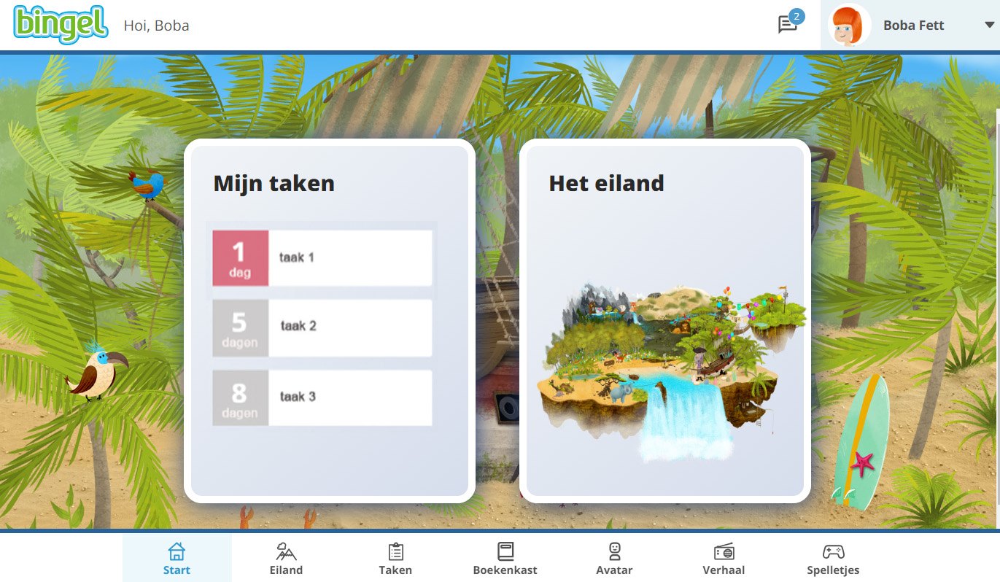 bingel
Hoi, Boba
2
Boba Fett
Mijn taken
1
dag
taak 1
5
dagen
taak 2
8
dagen
taak 3
Het eiland
Start
Eiland
Taken
Boekenkast
Avatar
Verhaal
Spelletjes